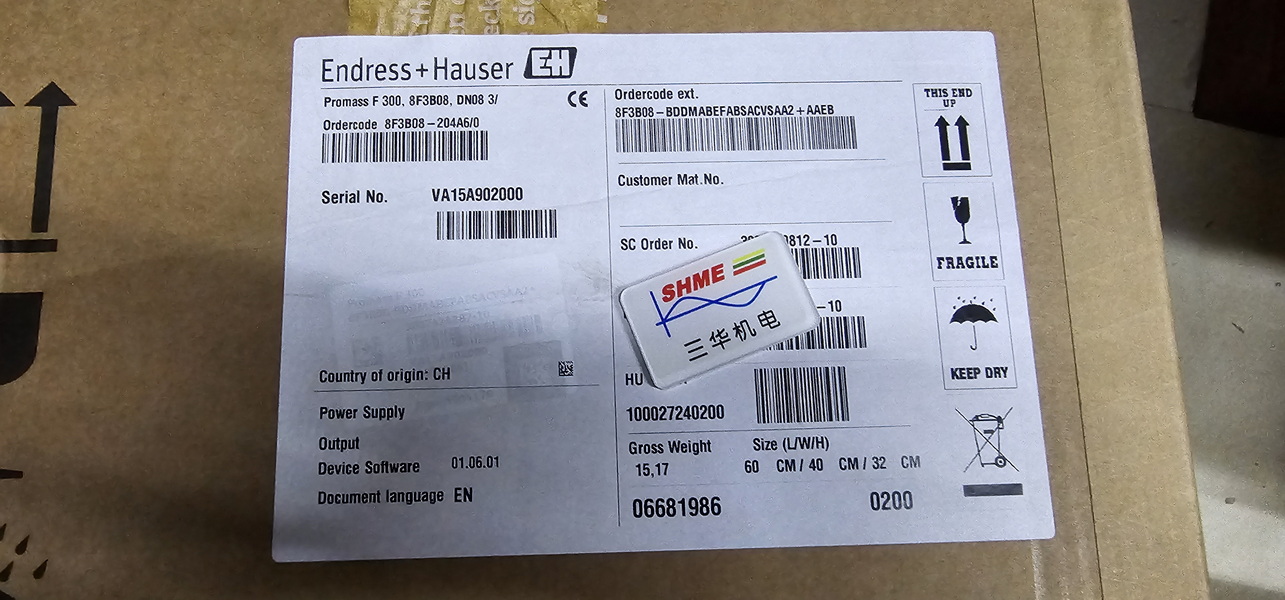 Endress+Hauser EH
Promass F 300, 8F3B08, DN08 3/
Ordercode 8F3B08-204A6/0
Serial No. VA15A902000
Country of origin: CH
Power Supply
Output
Device Software 01.06.01
Document language EN
Ordercode ext.
8F3B08-BDDMABEFABSACVSAA2+AAEB
Customer Mat.No.
SC Order No. 812-10
-10
SHME
三华机电
HU
100027240200
Gross Weight Size (L/W/H)
15,17 60 CM / 40 CM / 32 CM
06681986 0200
THIS END
UP
FRAGILE
KEEP DRY